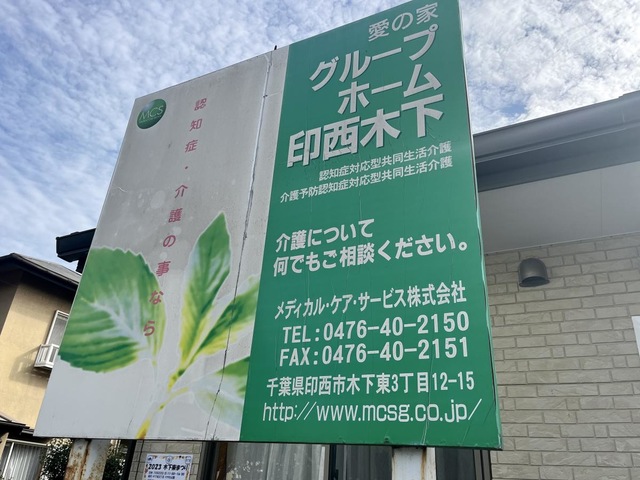 MCS
認知症・介護の事なら
愛の家
グループ
ホーム
印西木下
認知症対応型共同生活介護
介護予防認知症対応型共同生活介護
介護について
何でもご相談ください。
メディカル・ケア・サービス株式会社
TEL:0476-40-2150
FAX:0476-40-2151
千葉県印西市木下東3丁目12-15
http://www.mcsg.co.jp/
2023